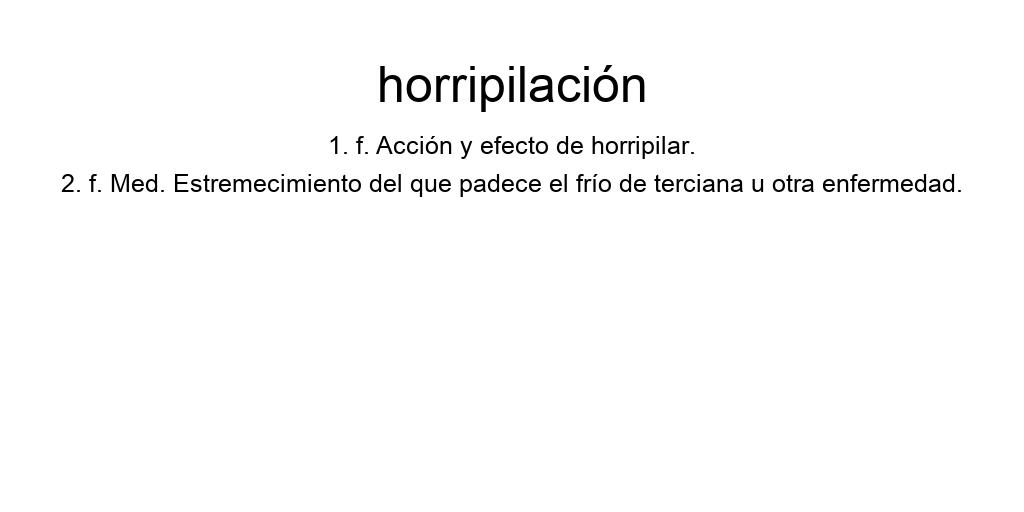 horripilación
1. f. Acción y efecto de horripilar.
2. f. Med. Estremecimiento del que padece el frío de terciana u otra enfermedad.